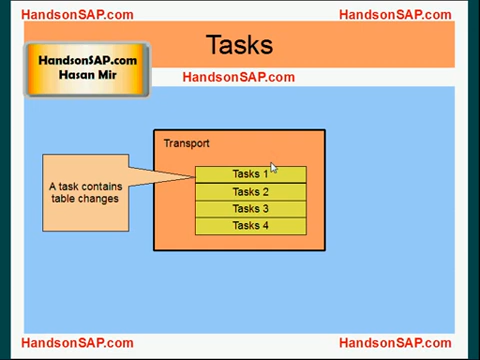 HandsonSAP.com
HandsonSAP.com
Tasks
HandsonSAP.com
Hasan Mir
HandsonSAP.com
Transport
A task contains
table changes
Tasks 1
Tasks 2
Tasks 3
Tasks 4
HandsonSAP.com
HandsonSAP.com